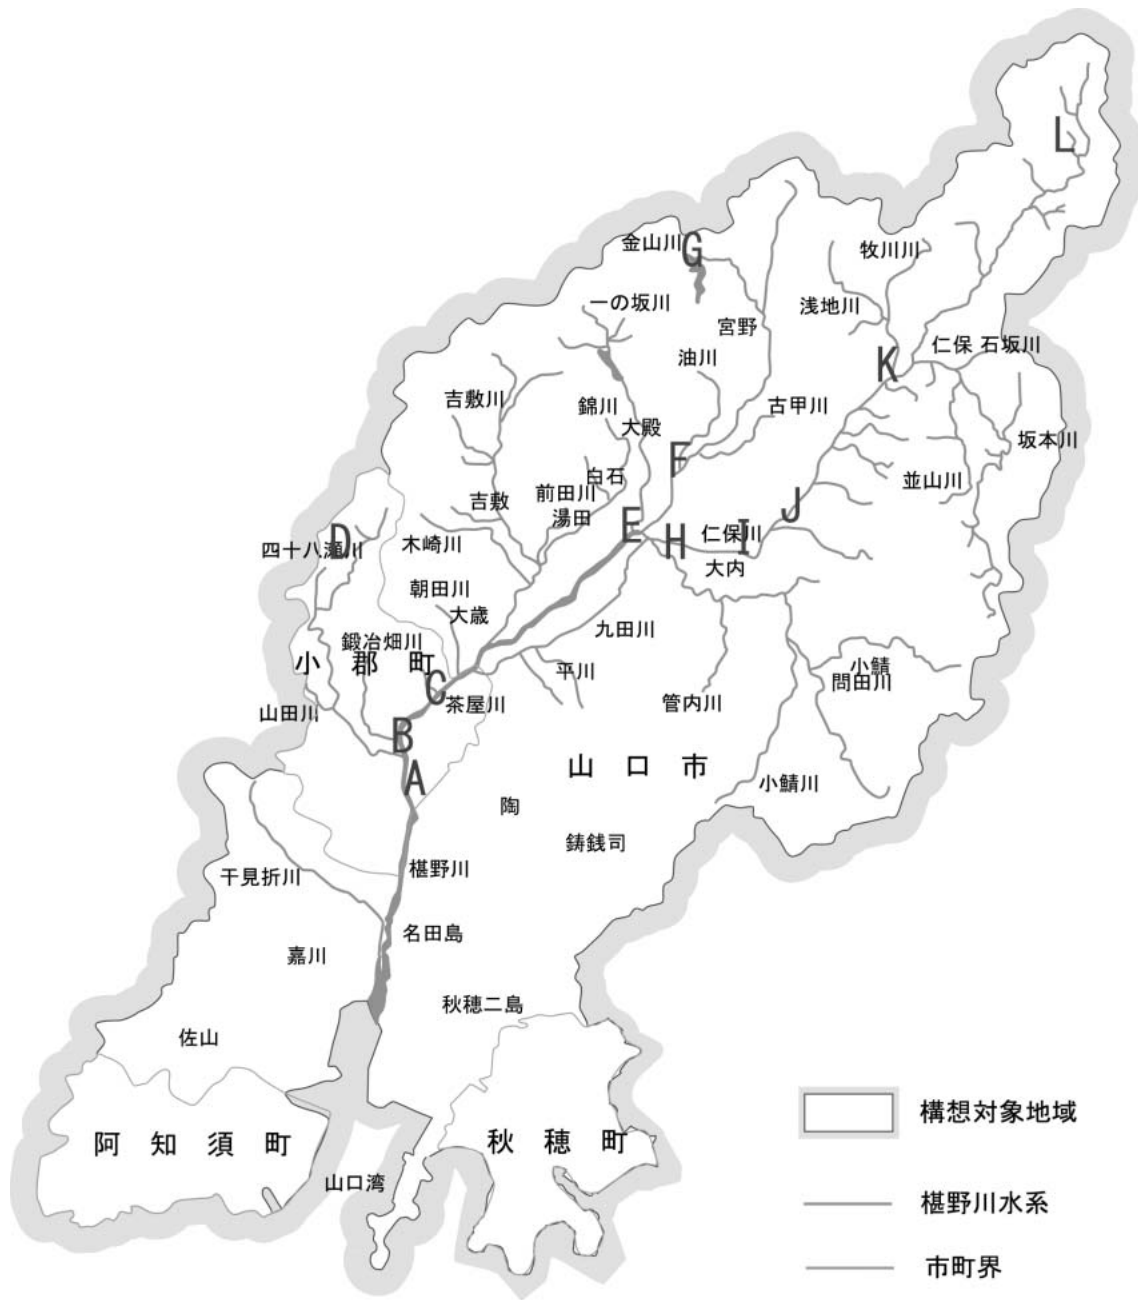 L
金山川
G
牧川川
一の坂川
浅地川
宮野
仁保 石坂川
油川
K
吉敷川
錦川
古甲川
大殿
坂本川
F
白石
並山川
前田川
吉敷
J
湯田
E
仁保川
I
H
木崎川
四十八瀬川
D
大内
朝田川
大歳
九田川
鍛冶畑川
小郡町
平川
小鯖
問田川
C
茶屋川
管内川
山田川
B
山口市
A
小鯖川
陶
鋳銭司
椹野川
干見折川
名田島
嘉川
秋穂二島
佐山
構想対象地域
阿知須町
秋穂町
山口湾
椹野川水系
市町界